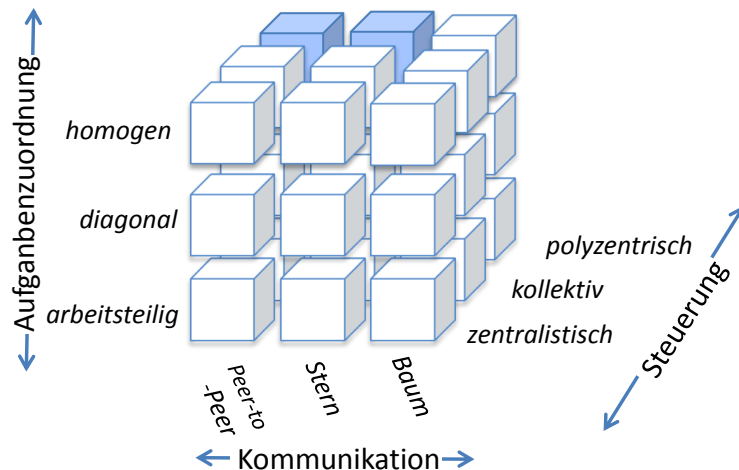 Aufganbenzuordnung
homogen
diagonal
arbeitsteilig
polyzentrisch
kollektiv
zentralistisch
Steuerung
Peer-to
-Peer
Stern
Baum
Kommunikation